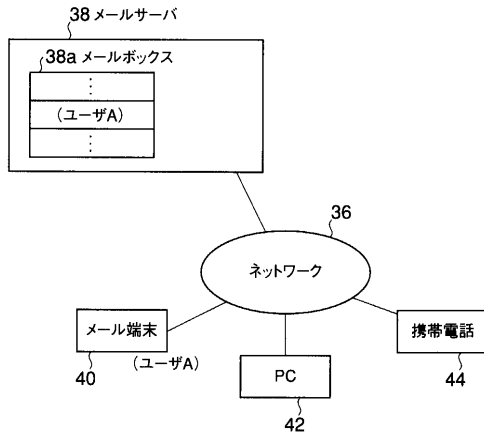 38 メールサーバ
38a メールボックス
⋮
(ユーザA)
⋮
36
ネットワーク
メール端末
40
(ユーザA)
PC
42
携帯電話
44